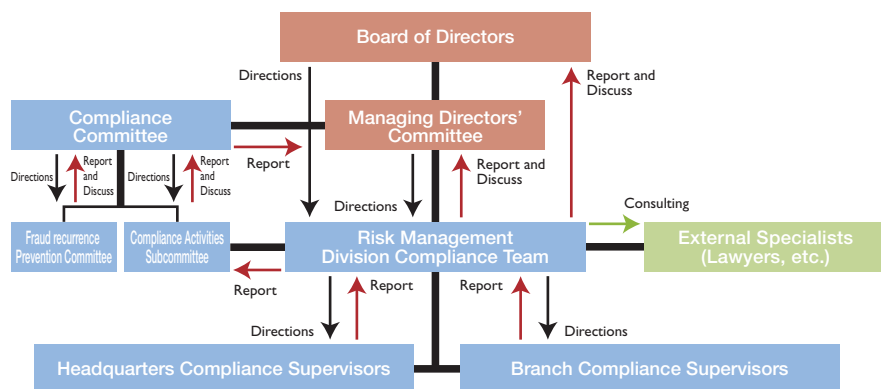 Board of Directors
Directions
Report and
Discuss
Compliance
Committee
Managing Directors'
Committee
Report
Directions
Report
and
Discuss
Directions
Report
and
Discuss
Report and
Discuss
Directions
Consulting
Fraud recurrence
Prevention Committee
Compliance Activities
Subcommittee
Risk Management
Division Compliance Team
External Specialists
(Lawyers, etc.)
Report
Report
Report
Directions
Directions
Headquarters Compliance Supervisors
Branch Compliance Supervisors